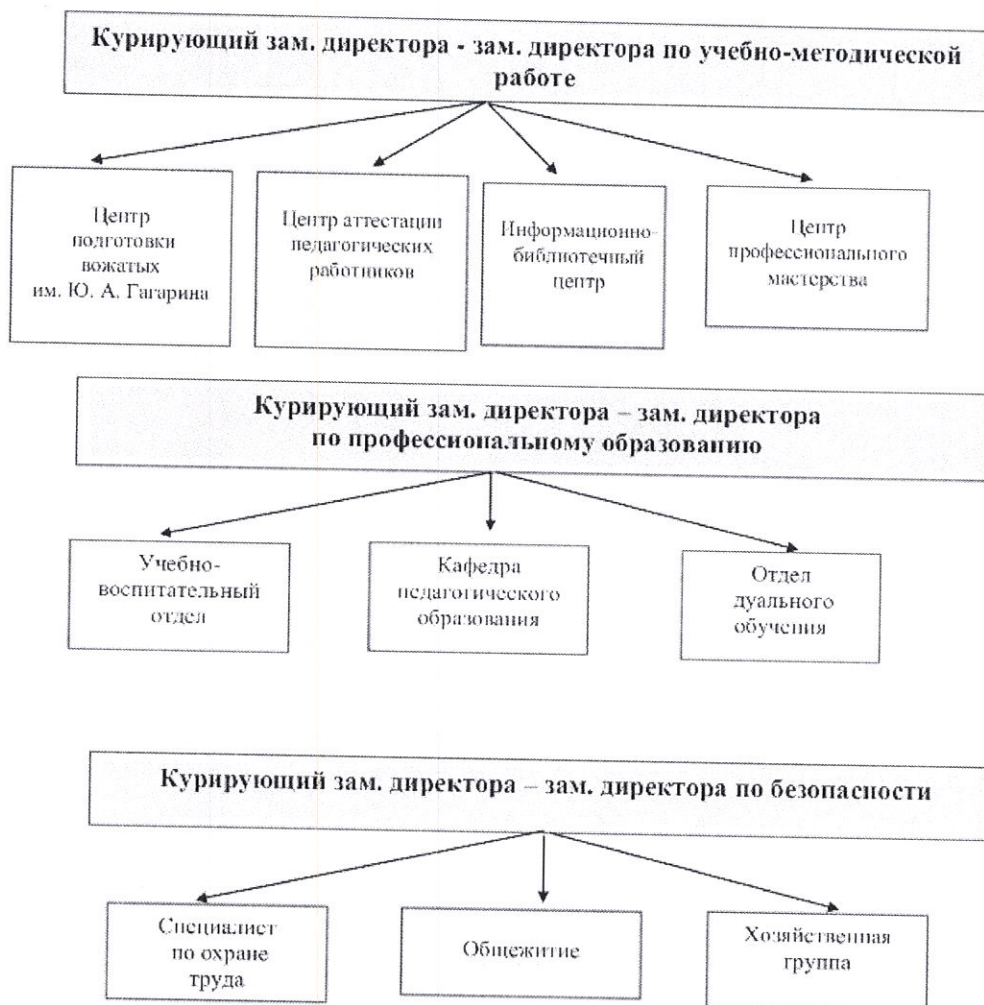 Курирующий зам. директора - зам. директора по учебно-методической
работе
Центр
подготовки
вожатых
им. Ю. А. Гагарина
Центр аттестации
педагогических
работников
Информационно-
библиотечный
центр
Центр
профессионального
мастерства
Курирующий зам. директора – зам. директора
по профессиональному образованию
Учебно-
воспитательный
отдел
Кафедра
педагогического
образования
Отдел
дуального
обучения
Курирующий зам. директора – зам. директора по безопасности
Специалист
по охране
труда
Общежитие
Хозяйственная
группа